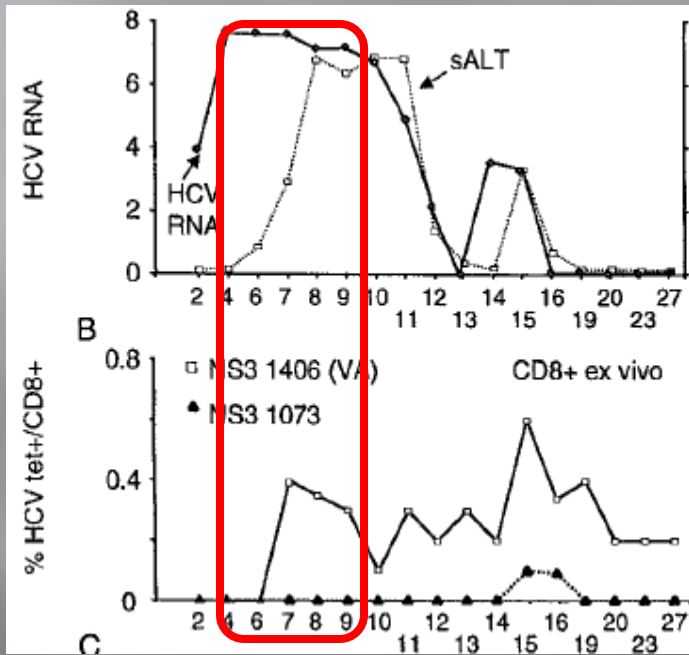 8
6
4
2
0
HCV RNA
sALT
HCV
RNA
2 4 6 7 8 9 10 12 14 16 20 27
11 13 15 19 23
B
0.8
0.4
0
% HCV tet+/CD8+
NS3 1406 (VA)
CD8+ ex vivo
NS3 1073
2 4 6 7 8 9 10 12 14 16 20 27
11 13 15 19 23
C